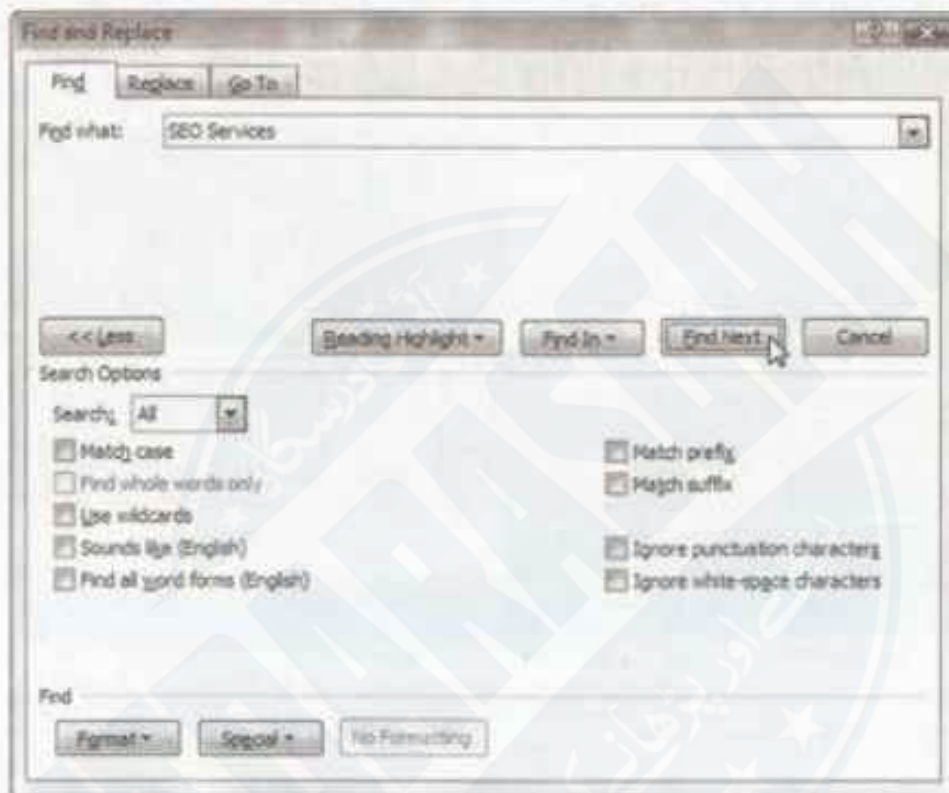 Find and Replace
Find Replace Go To
Find what: SEO Services
<< Less Reading Highlight Find In Find Next Cancel
Search Options
Search: All
Match case Match prefix
Find whole words only Match suffix
Use wildcards
Sounds like (English) Ignore punctuation characters
Find all word forms (English) Ignore white-space characters
Find
Format Special No Formatting